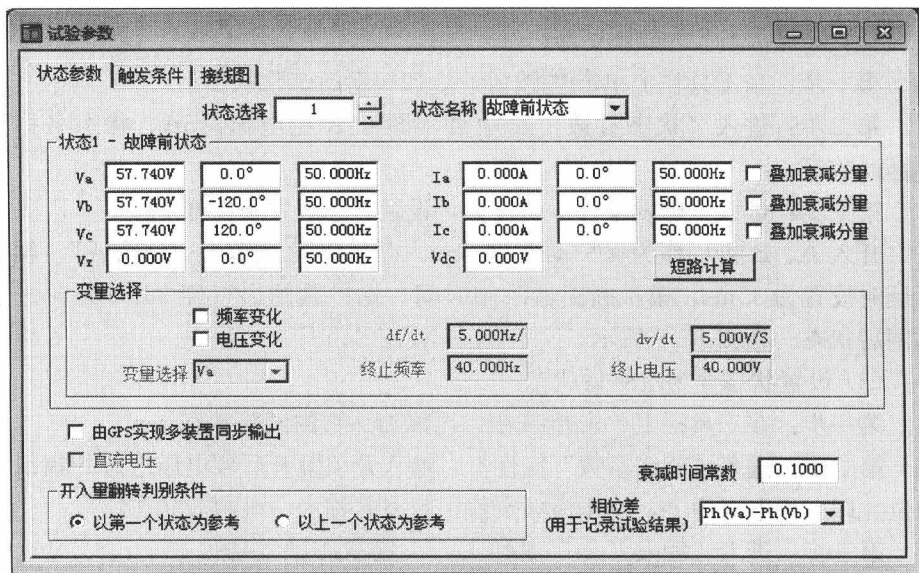 试验参数
状态参数 触发条件 接线图
状态选择 1 状态名称 故障前状态
状态1 - 故障前状态
Va 57.740V 0.0° 50.000Hz Ia 0.000A 0.0° 50.000Hz 叠加衰减分量
Vb 57.740V -120.0° 50.000Hz Ib 0.000A 0.0° 50.000Hz 叠加衰减分量
Vc 57.740V 120.0° 50.000Hz Ic 0.000A 0.0° 50.000Hz 叠加衰减分量
Vz 0.000V 0.0° 50.000Hz Vdc 0.000V 短路计算
变量选择
频率变化
电压变化 df/dt 5.000Hz/ dv/dt 5.000V/S
变量选择 Va 终止频率 40.000Hz 终止电压 40.000V
由GPS实现多装置同步输出
直流电压
衰减时间常数 0.1000
开入量翻转判别条件
以第一个状态为参考 以上一个状态为参考
相位差
(用于记录试验结果) Ph(Va)-Ph(Vb)